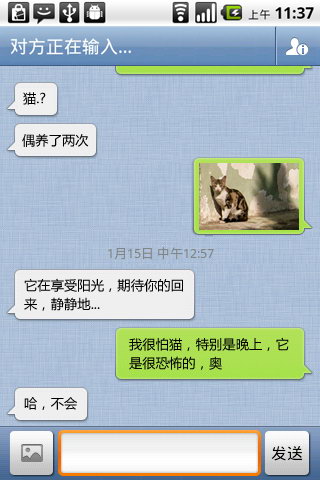 上午 11:37
对方正在输入...
猫.?
偶养了两次
1月15日 中午12:57
它在享受阳光，期待你的回
来，静静地...
我很怕猫，特别是晚上，它
是很恐怖的，奥
哈，不会
发送